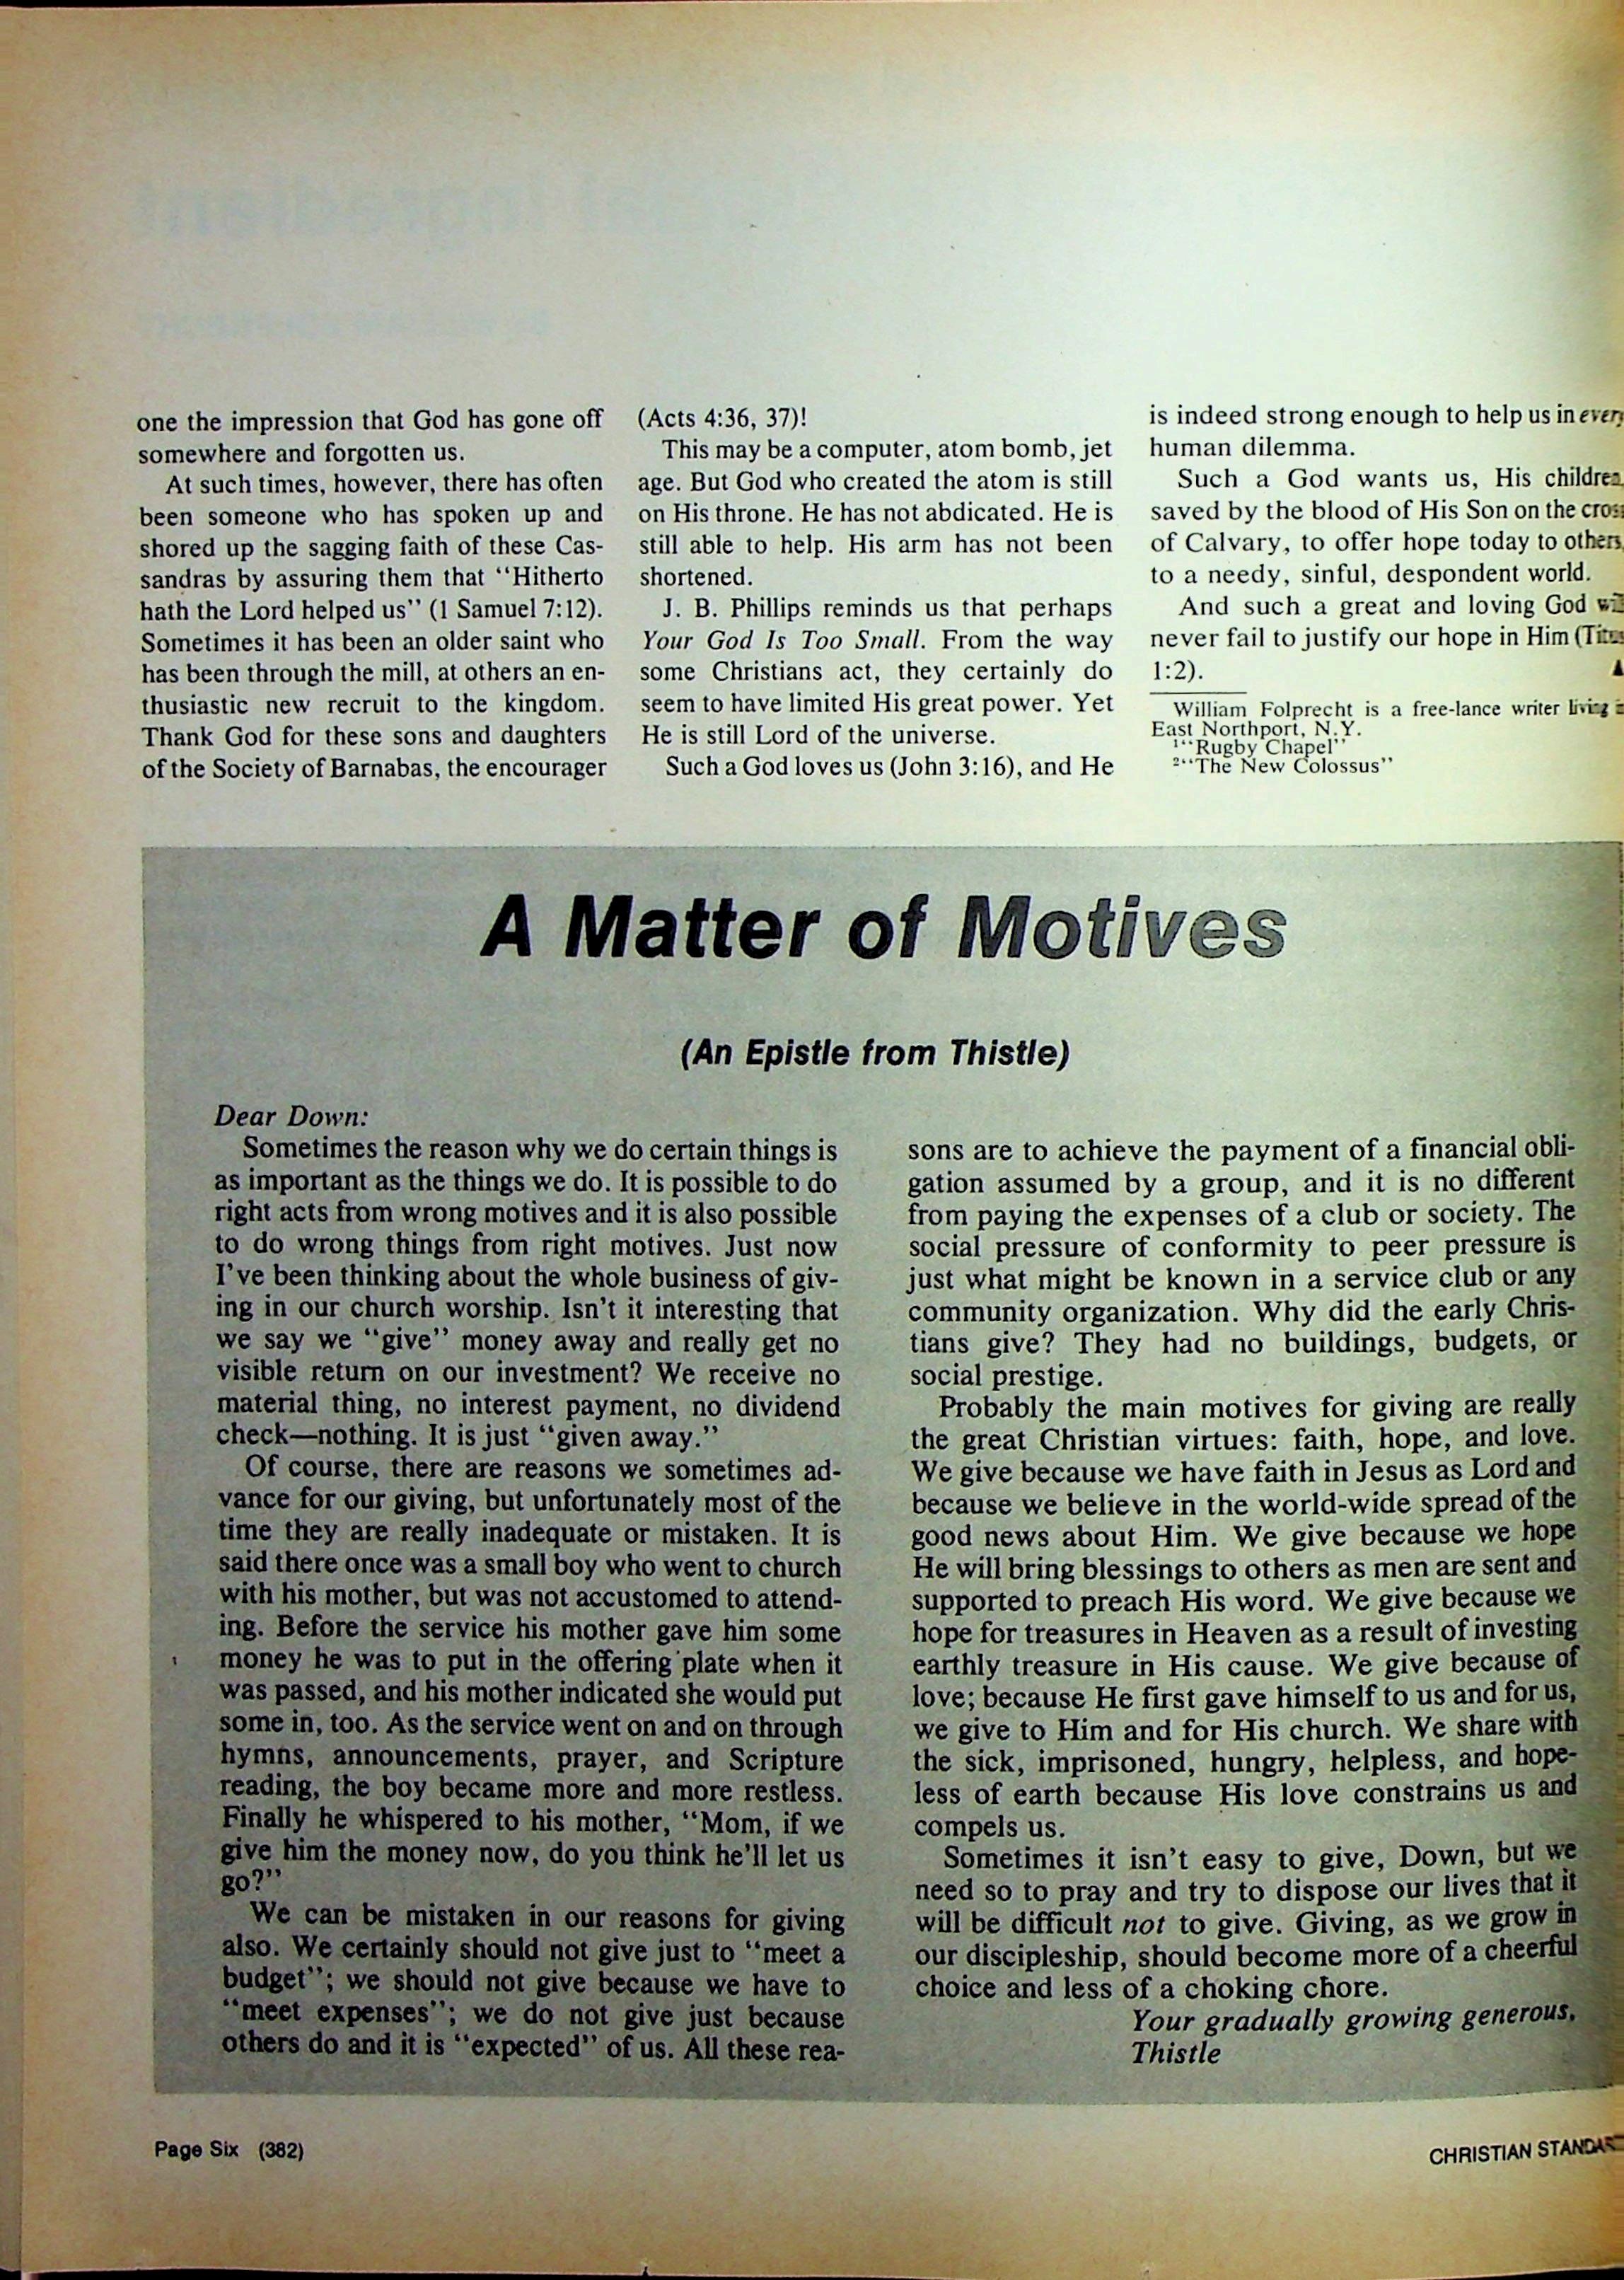 one the impression that God has gone off
somewhere and forgotten us.
At such times, however, there has often
been someone who has spoken up and
shored up the sagging faith of these Cas-
sandras by assuring them that "Hitherto
hath the Lord helped us" (1 Samuel 7:12).
Sometimes it has been an older saint who
has been through the mill, at others an en-
thusiastic new recruit to the kingdom.
Thank God for these sons and daughters
of the Society of Barnabas, the encourager
(Acts 4:36, 37)!
This may be a computer, atom bomb, jet
age. But God who created the atom is still
on His throne. He has not abdicated. He is
still able to help. His arm has not been
shortened.
J. B. Phillips reminds us that perhaps
Your God Is Too Small. From the way
some Christians act, they certainly do
seem to have limited His great power. Yet
He is still Lord of the universe.
Such a God loves us (John 3:16), and He
is indeed strong enough to help us in
human dilemma.
Such a God wants us, His
saved by the blood of His Son on the
of Calvary, to offer hope today to others,
to a needy, sinful, despondent world.
And such a great and loving God
never fail to justify our hope in Him
1:2).
William Folprecht is a free-lance writer living
East Northport, N.Y.
¹"Rugby Chapel"
²"The New Colossus"
A Matter of Motives
(An Epistle from Thistle)
Dear Down:
Sometimes the reason why we do certain things is
as important as the things we do. It is possible to do
right acts from wrong motives and it is also possible
to do wrong things from right motives. Just now
I've been thinking about the whole business of giv-
ing in our church worship. Isn't it interesting that
we say we "give" money away and really get no
visible return on our investment? We receive no
material thing, no interest payment, no dividend
check—nothing. It is just "given away."
Of course, there are reasons we sometimes ad-
vance for our giving, but unfortunately most of the
time they are really inadequate or mistaken. It is
said there once was a small boy who went to church
with his mother, but was not accustomed to attend-
ing. Before the service his mother gave him some
money he was to put in the offering plate when it
was passed, and his mother indicated she would put
some in, too. As the service went on and on through
hymns, announcements, prayer, and Scripture
reading, the boy became more and more restless.
Finally he whispered to his mother, "Mom, if we
give him the money now, do you think he'll let us
go?"
We can be mistaken in our reasons for giving
also. We certainly should not give just to "meet a
budget"; we should not give because we have to
"meet expenses"; we do not give just because
others do and it is "expected" of us. All these rea-
sons are to achieve the payment of a financial obli-
gation assumed by a group, and it is no different
from paying the expenses of a club or society. The
social pressure of conformity to peer pressure is
just what might be known in a service club or any
community organization. Why did the early Chris-
tians give? They had no buildings, budgets, or
social prestige.
Probably the main motives for giving are really
the great Christian virtues: faith, hope, and love.
We give because we have faith in Jesus as Lord and
because we believe in the world-wide spread of the
good news about Him. We give because we hope
He will bring blessings to others as men are sent and
supported to preach His word. We give because we
hope for treasures in Heaven as a result of investing
earthly treasure in His cause. We give because of
love; because He first gave himself to us and for us,
we give to Him and for His church. We share with
the sick, imprisoned, hungry, helpless, and hope-
less of earth because His love constrains us and
compels us.
Sometimes it isn't easy to give, Down, but we
need so to pray and try to dispose our lives that it
will be difficult not to give. Giving, as we grow in
our discipleship, should become more of a cheerful
choice and less of a choking chore.
Your gradually growing generous,
Thistle
Page Six (382)
CHRISTIAN